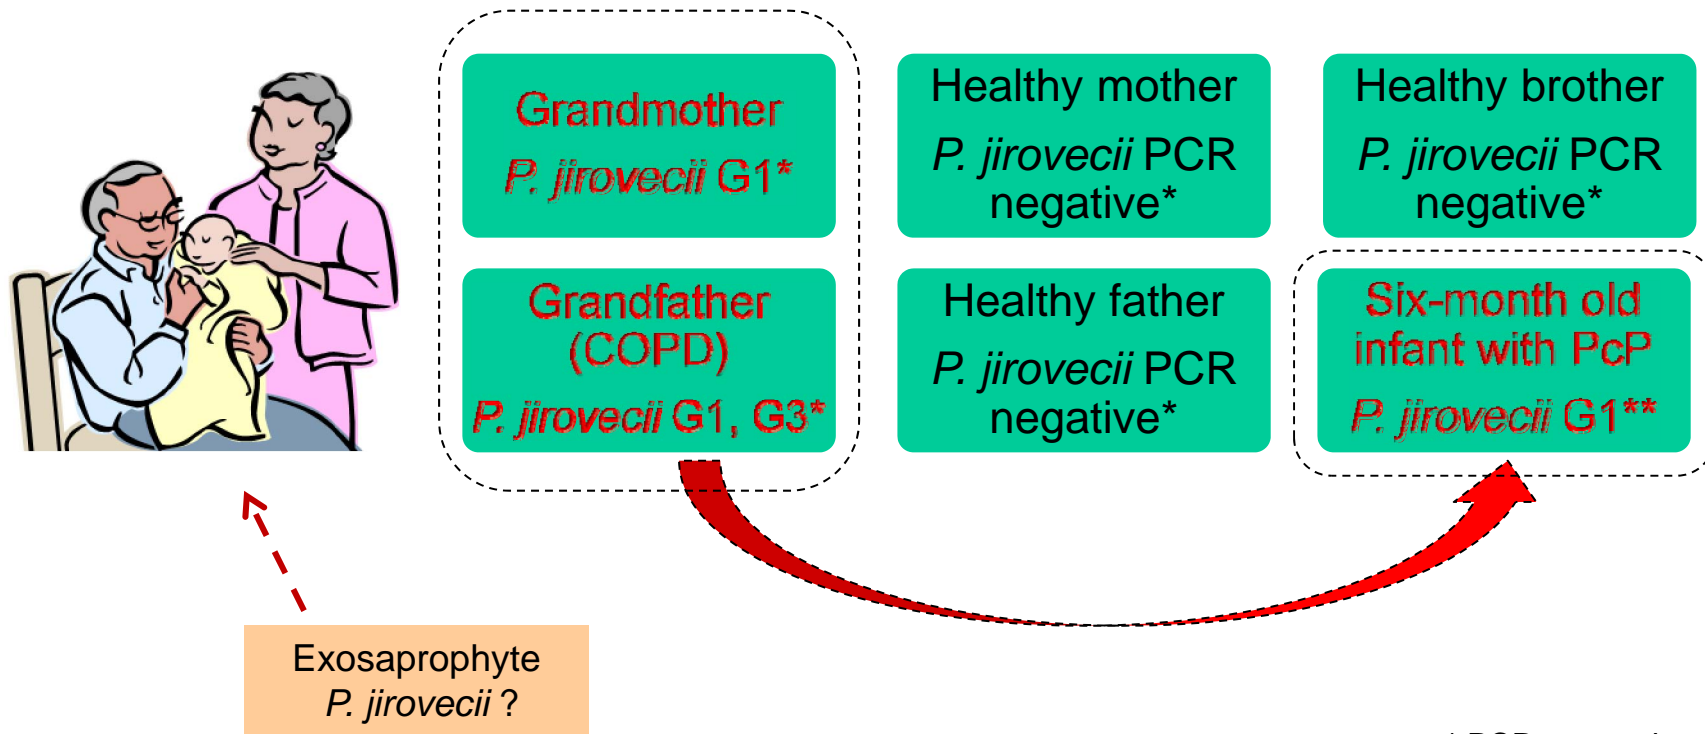 Grandmother
P. jirovecii G1*
Healthy mother
P. jirovecii PCR
negative*
Healthy brother
P. jirovecii PCR
negative*
Grandfather
(COPD)
P. jirovecii G1, G3*
Healthy father
P. jirovecii PCR
negative*
Six-month old
infant with PcP
P. jirovecii G1**
Exosaprophyte
P. jirovecii ?